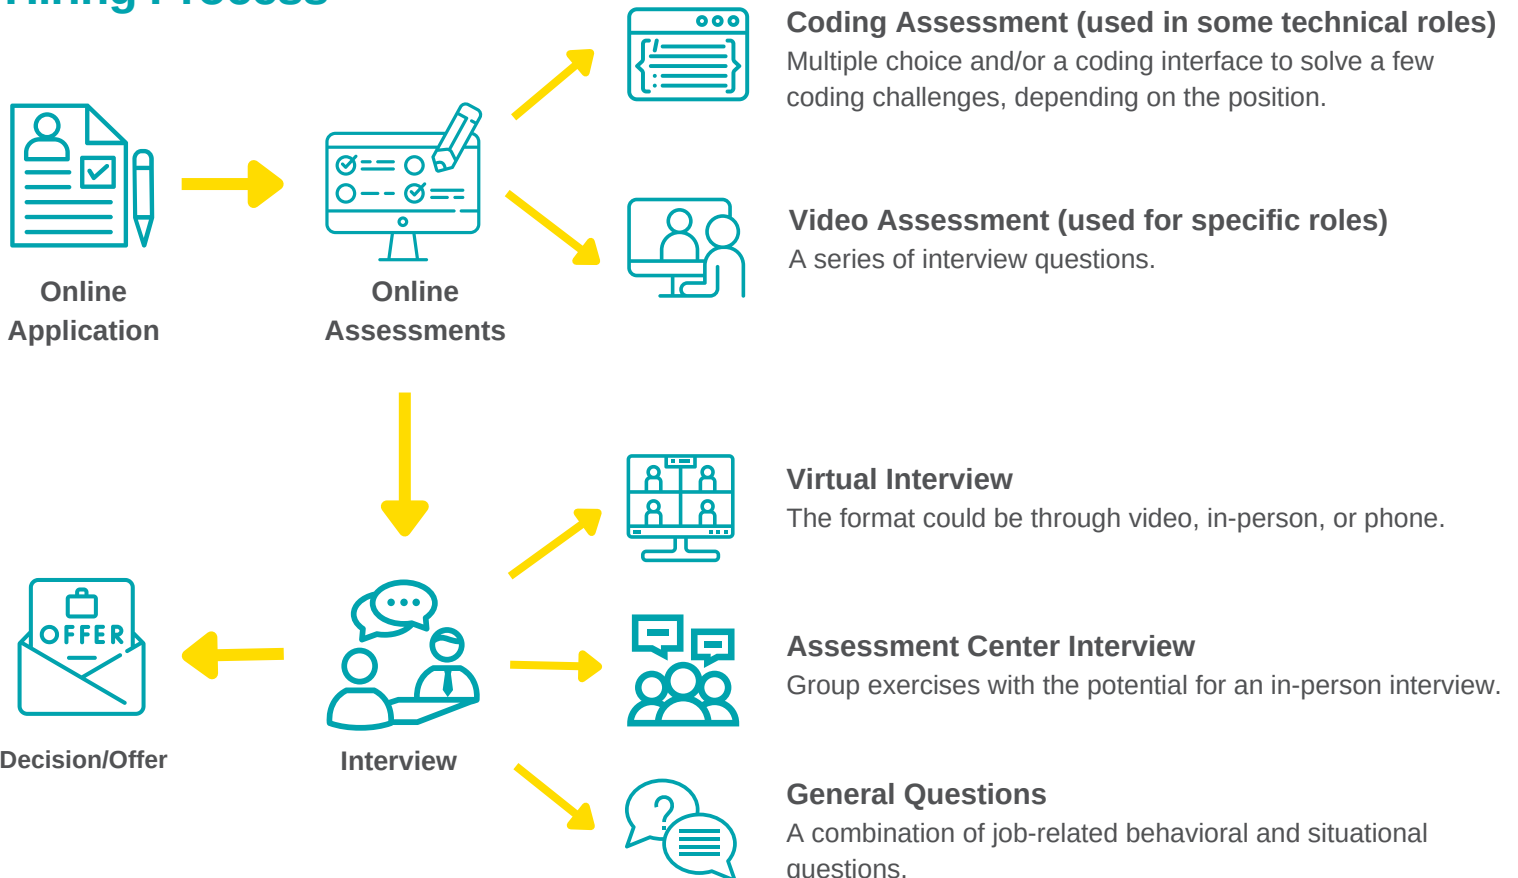 Hiring Process
Coding Assessment (used in some technical roles)
Multiple choice and/or a coding interface to solve a few
coding challenges, depending on the position.
Online
Application
Online
Assessments
Video Assessment (used for specific roles)
A series of interview questions.
Virtual Interview
The format could be through video, in-person, or phone.
OFFER
Decision/Offer
Interview
Assessment Center Interview
Group exercises with the potential for an in-person interview.
General Questions
A combination of job-related behavioral and situational
questions.
?